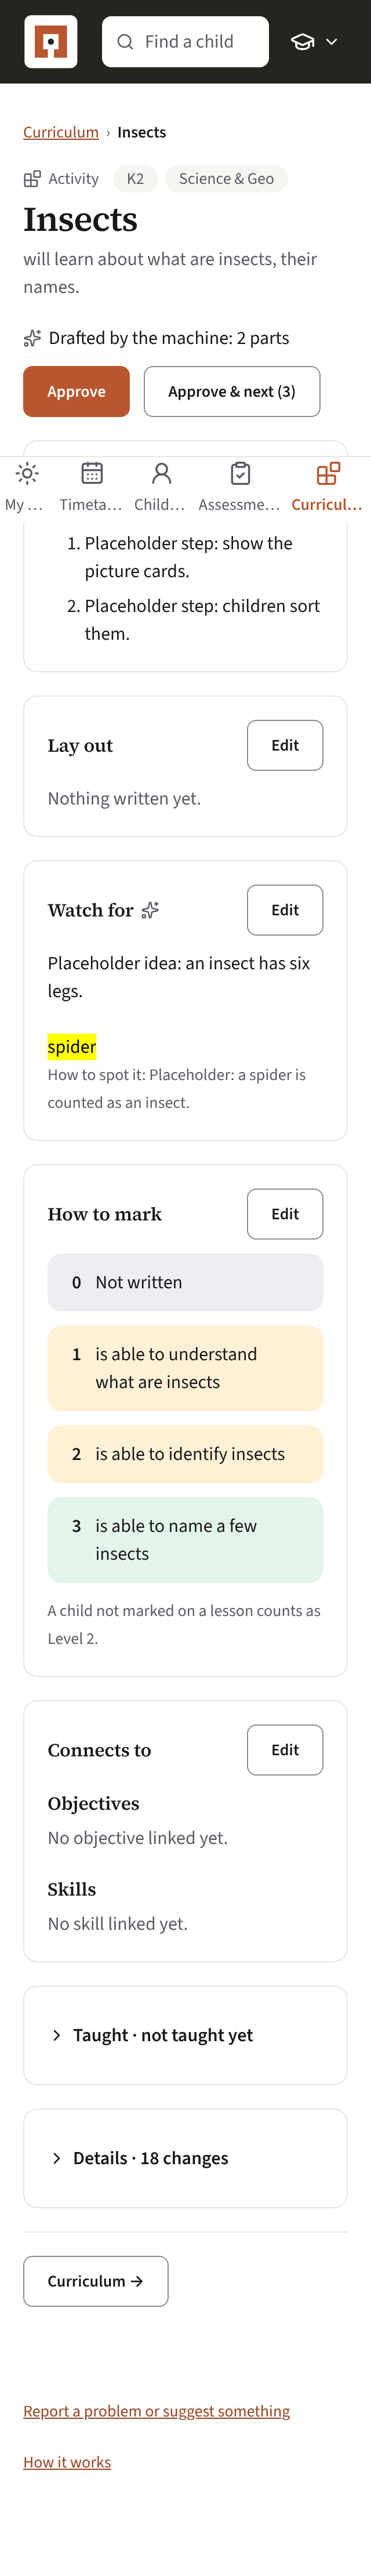 Find a child
Curriculum › Insects
Activity K2 Science & Geo
Insects
will learn about what are insects, their
names.
Drafted by the machine: 2 parts
Approve Approve & next (3)
My … Timeta… Child… Assessme… Curricul…
1. Placeholder step: show the
picture cards.
2. Placeholder step: children sort
them.
Lay out Edit
Nothing written yet.
Watch for Edit
Placeholder idea: an insect has six
legs.
spider
How to spot it: Placeholder: a spider is
counted as an insect.
How to mark Edit
0 Not written
1 is able to understand
what are insects
2 is able to identify insects
3 is able to name a few
insects
A child not marked on a lesson counts as
Level 2.
Connects to Edit
Objectives
No objective linked yet.
Skills
No skill linked yet.
Taught · not taught yet
Details · 18 changes
Curriculum →
Report a problem or suggest something
How it works